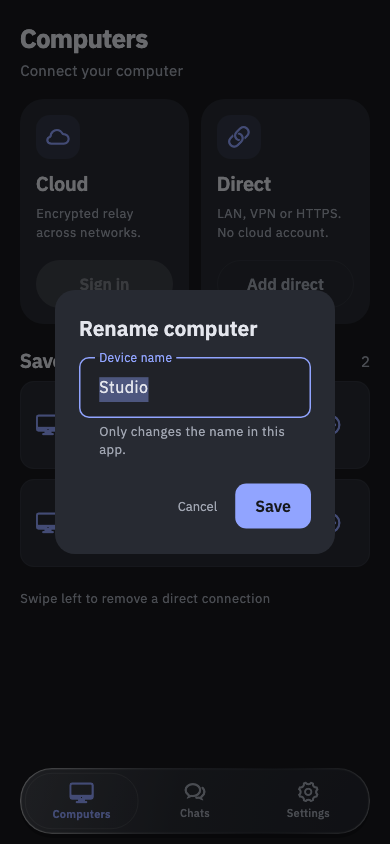 Computers
Connect your computer
Cloud
Encrypted relay
across networks.
Sign in
Direct
LAN, VPN or HTTPS.
No cloud account.
Add direct
2
Rename computer
Device name
Studio
Only changes the name in this
app.
Cancel
Save
Swipe left to remove a direct connection
Computers
Chats
Settings